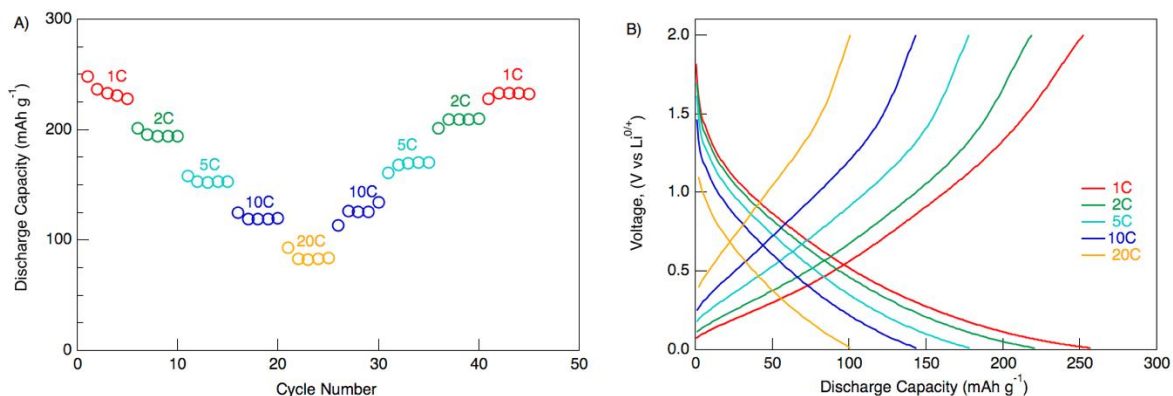 A)
300
200
100
0
Discharge Capacity (mAh g⁻¹)
1C
2C
5C
10C
20C
10C
5C
2C
1C
0 10 20 30 40 50
Cycle Number
B)
2.0
1.5
1.0
0.5
0.0
Voltage, (V vs Li⁰ᐟ⁺)
1C
2C
5C
10C
20C
0 50 100 150 200 250 300
Discharge Capacity (mAh g⁻¹)